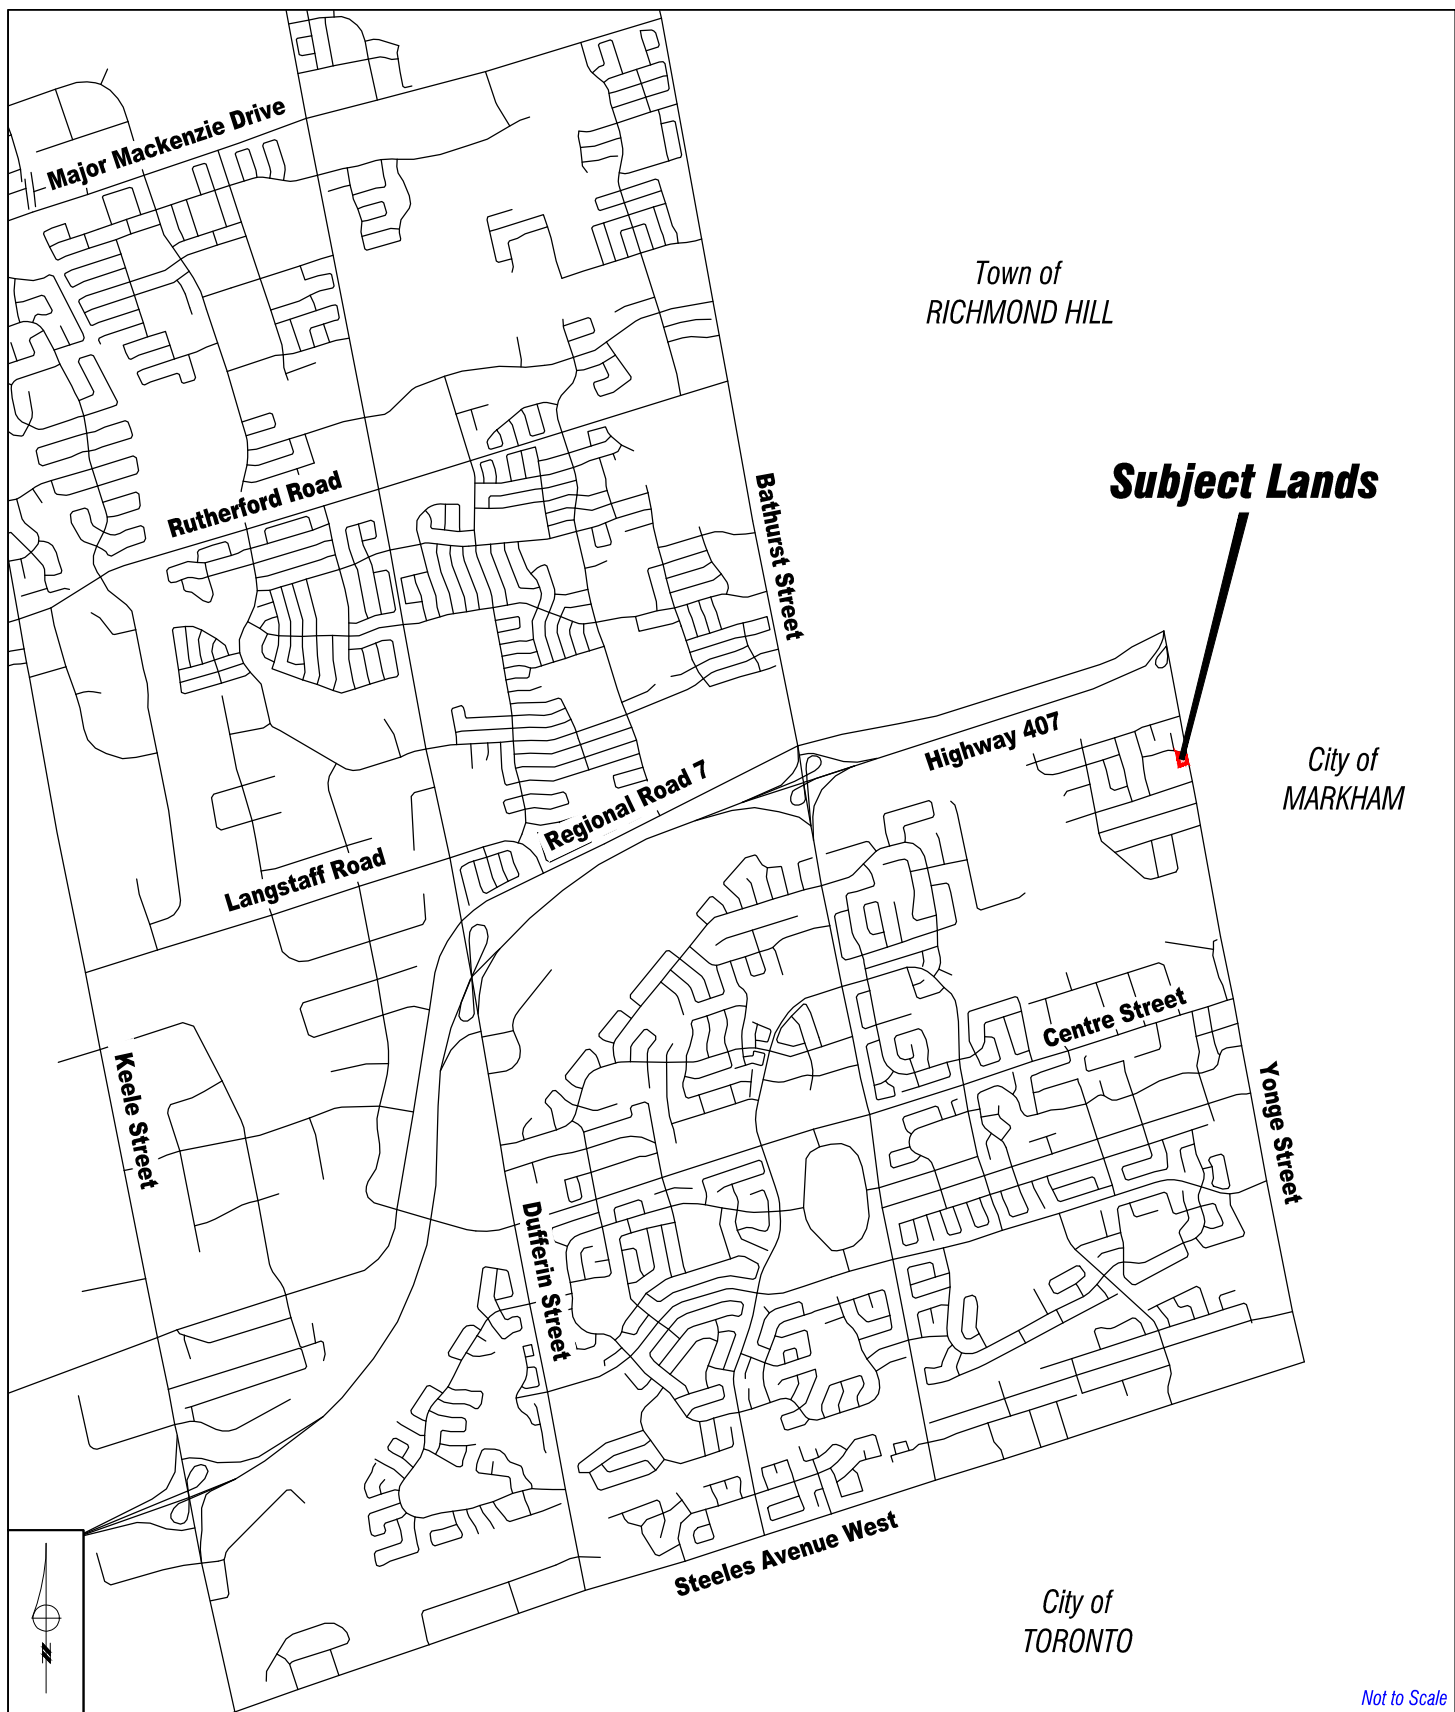 Major Mackenzie Drive
Town of
RICHMOND HILL
Subject Lands
Rutherford Road
Bathurst Street
Highway 407
City of
MARKHAM
Regional Road 7
Langstaff Road
Centre Street
Keele Street
Yonge Street
Dufferin Street
Steeles Avenue West
City of
TORONTO
N
Not to Scale